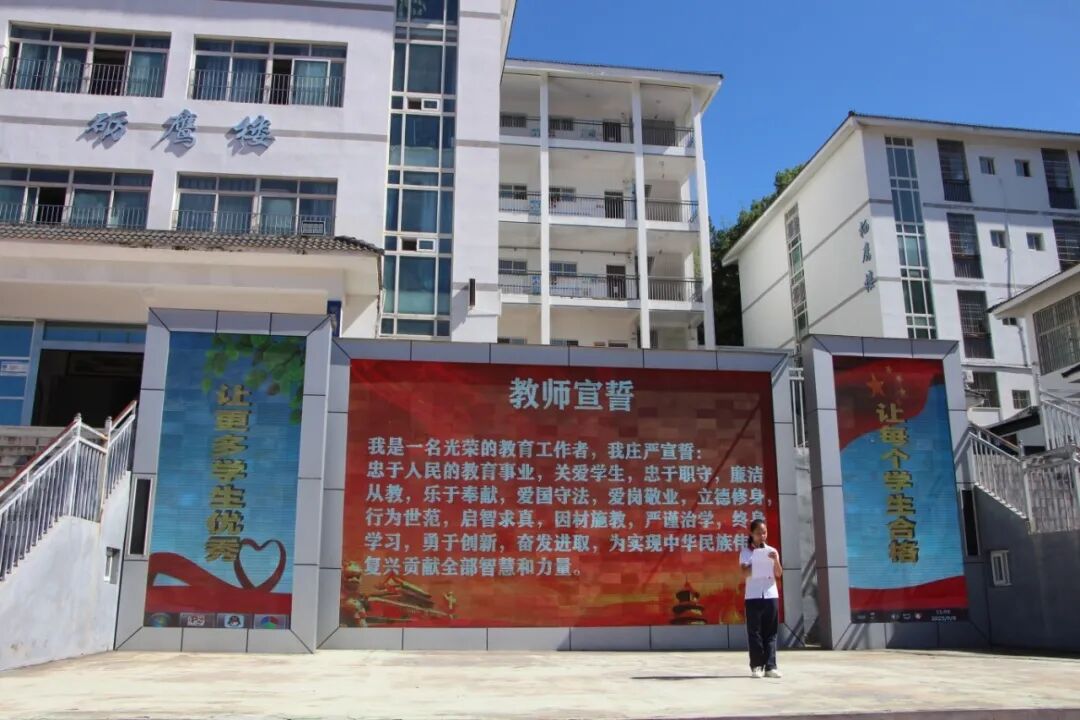 砺鹰楼
让更多学生优秀
教师宣誓
我是一名光荣的教育工作者，我庄严宣誓：
忠于人民的教育事业，关爱学生，忠于职守，廉洁
从教，乐于奉献，爱国守法，爱岗敬业，立德修身，
行为世范，启智求真，因材施教，严谨治学，终身
学习，勇于创新，奋发进取，为实现中华民族伟
复兴贡献全部智慧和力量。
让每个学生合格